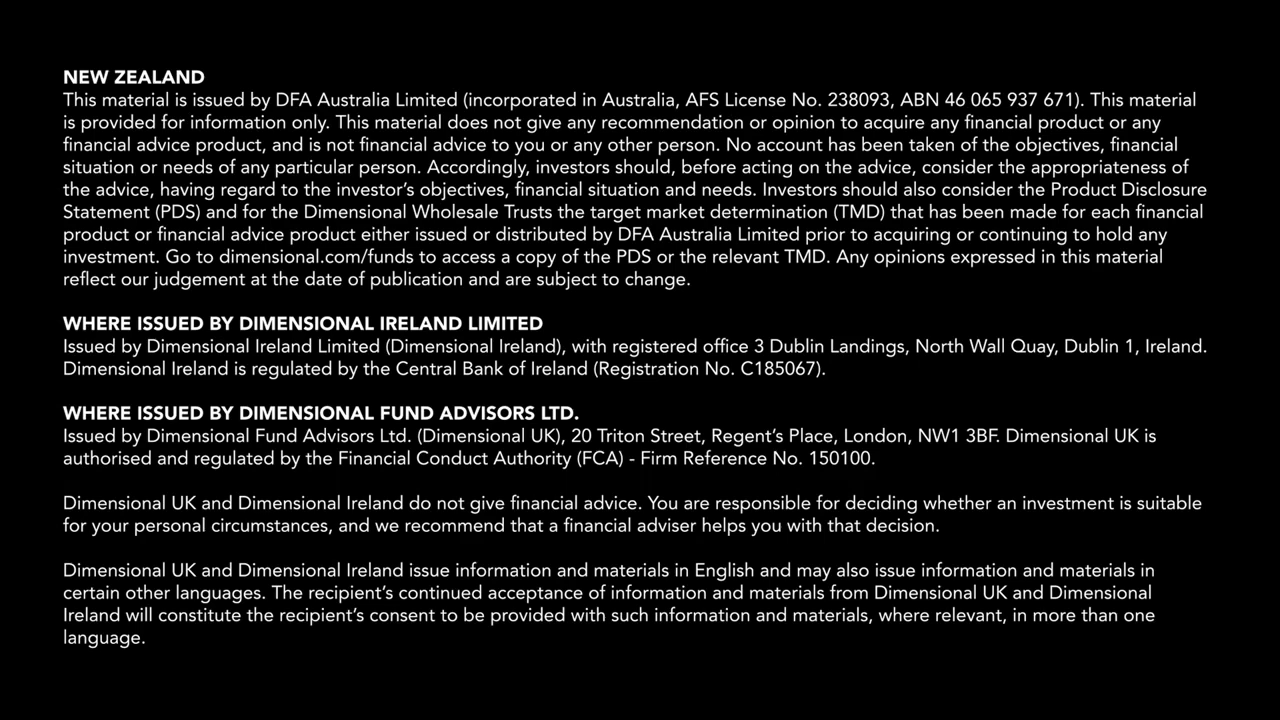 NEW ZEALAND
This material is issued by DFA Australia Limited (incorporated in Australia, AFS License No. 238093, ABN 46 065 937 671). This material
is provided for information only. This material does not give any recommendation or opinion to acquire any financial product or any
financial advice product, and is not financial advice to you or any other person. No account has been taken of the objectives, financial
situation or needs of any particular person. Accordingly, investors should, before acting on the advice, consider the appropriateness of
the advice, having regard to the investor’s objectives, financial situation and needs. Investors should also consider the Product Disclosure
Statement (PDS) and for the Dimensional Wholesale Trusts the target market determination (TMD) that has been made for each financial
product or financial advice product either issued or distributed by DFA Australia Limited prior to acquiring or continuing to hold any
investment. Go to dimensional.com/funds to access a copy of the PDS or the relevant TMD. Any opinions expressed in this material
reflect our judgement at the date of publication and are subject to change.
WHERE ISSUED BY DIMENSIONAL IRELAND LIMITED
Issued by Dimensional Ireland Limited (Dimensional Ireland), with registered office 3 Dublin Landings, North Wall Quay, Dublin 1, Ireland.
Dimensional Ireland is regulated by the Central Bank of Ireland (Registration No. C185067).
WHERE ISSUED BY DIMENSIONAL FUND ADVISORS LTD.
Issued by Dimensional Fund Advisors Ltd. (Dimensional UK), 20 Triton Street, Regent’s Place, London, NW1 3BF. Dimensional UK is
authorised and regulated by the Financial Conduct Authority (FCA) - Firm Reference No. 150100.
Dimensional UK and Dimensional Ireland do not give financial advice. You are responsible for deciding whether an investment is suitable
for your personal circumstances, and we recommend that a financial adviser helps you with that decision.
Dimensional UK and Dimensional Ireland issue information and materials in English and may also issue information and materials in
certain other languages. The recipient’s continued acceptance of information and materials from Dimensional UK and Dimensional
Ireland will constitute the recipient’s consent to be provided with such information and materials, where relevant, in more than one
language.